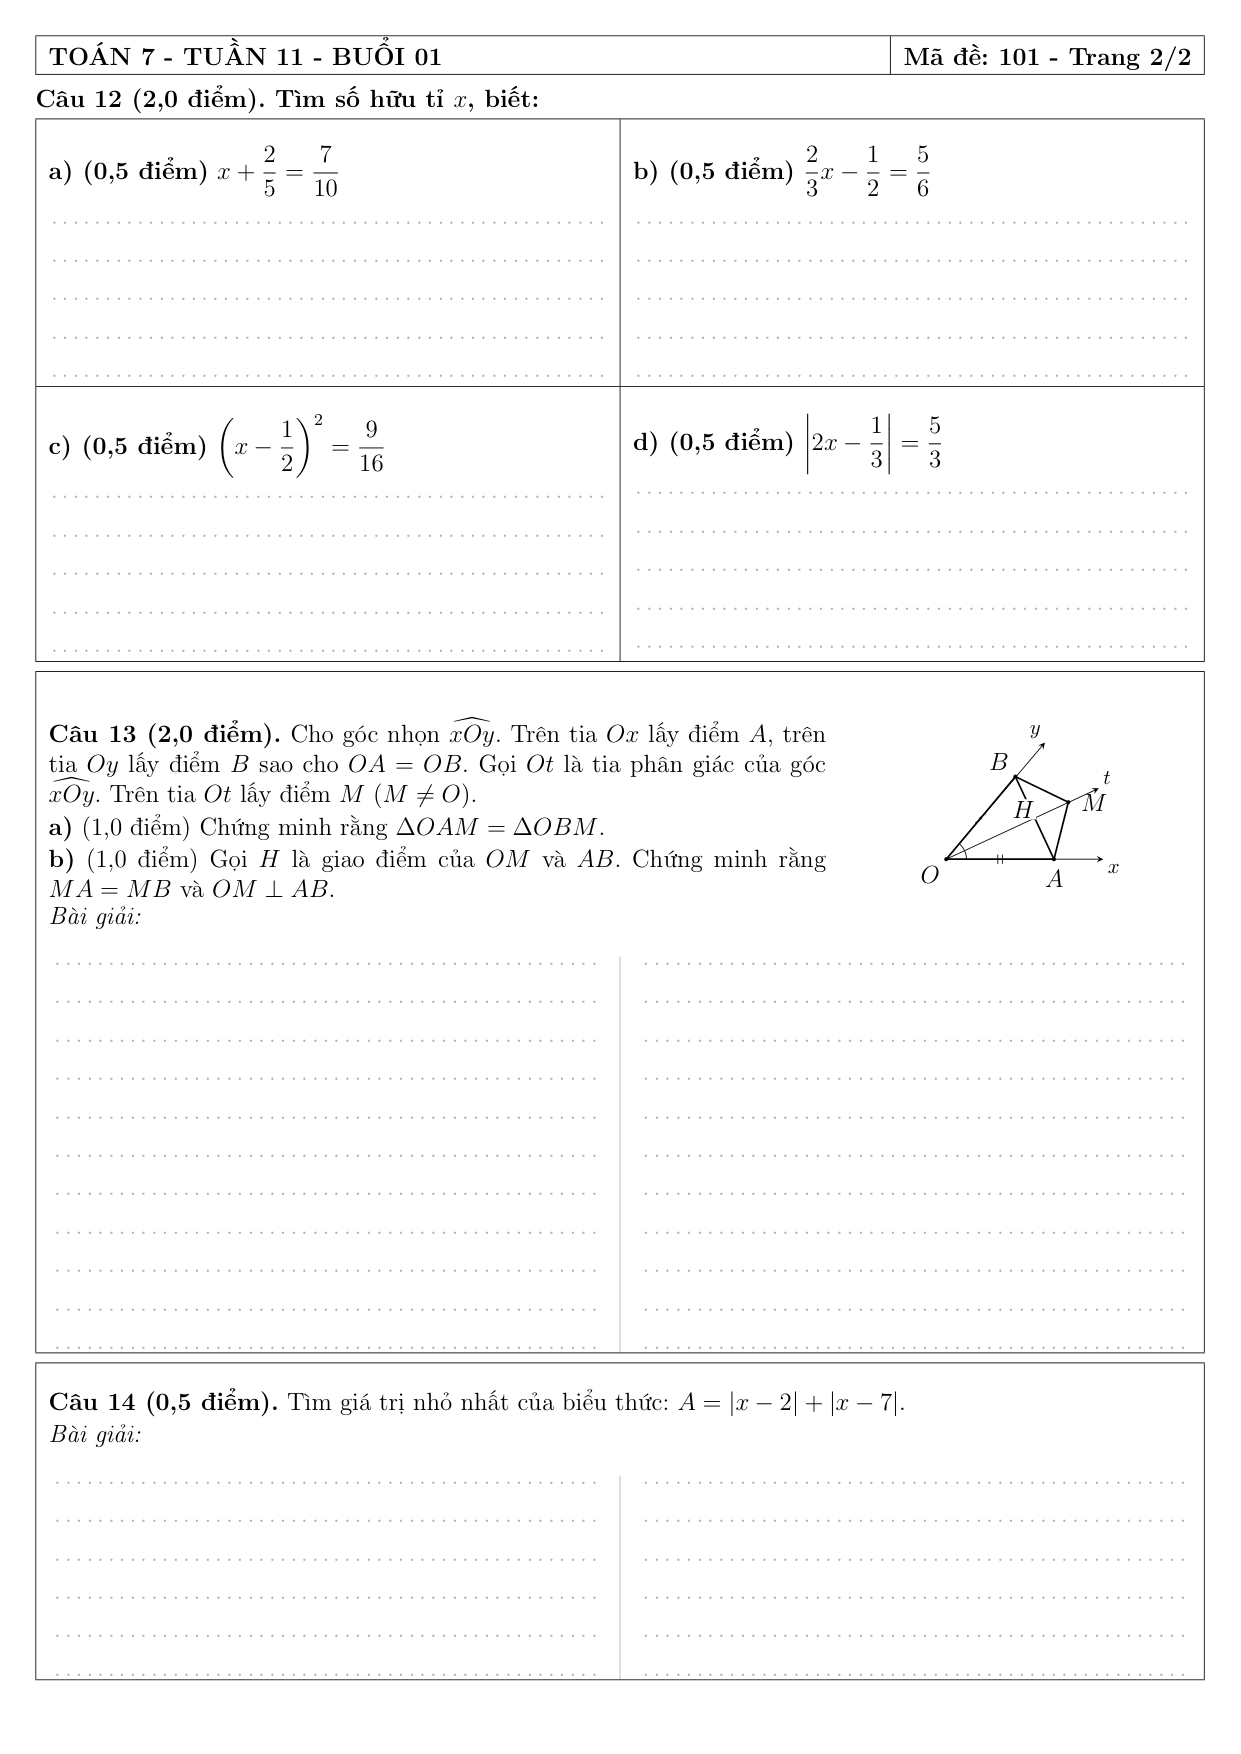 TOÁN 7 - TUẦN 11 - BUỔI 01 Mã đề: 101 - Trang 2/2
Câu 12 (2,0 điểm). Tìm số hữu tỉ x, biết:
a) (0,5 điểm) x + 2/5 = 7/10
b) (0,5 điểm) 2/3x − 1/2 = 5/6
c) (0,5 điểm) (x − 1/2)² = 9/16
d) (0,5 điểm) |2x − 1/3| = 5/3
Câu 13 (2,0 điểm). Cho góc nhọn \widehat{xOy}. Trên tia Ox lấy điểm A, trên
tia Oy lấy điểm B sao cho OA = OB. Gọi Ot là tia phân giác của góc
\widehat{xOy}. Trên tia Ot lấy điểm M (M ≠ O).
a) (1,0 điểm) Chứng minh rằng ΔOAM = ΔOBM.
b) (1,0 điểm) Gọi H là giao điểm của OM và AB. Chứng minh rằng
MA = MB và OM ⊥ AB.
Bài giải:
y
B
t
H
M
O
A
x
Câu 14 (0,5 điểm). Tìm giá trị nhỏ nhất của biểu thức: A = |x − 2| + |x − 7|.
Bài giải: